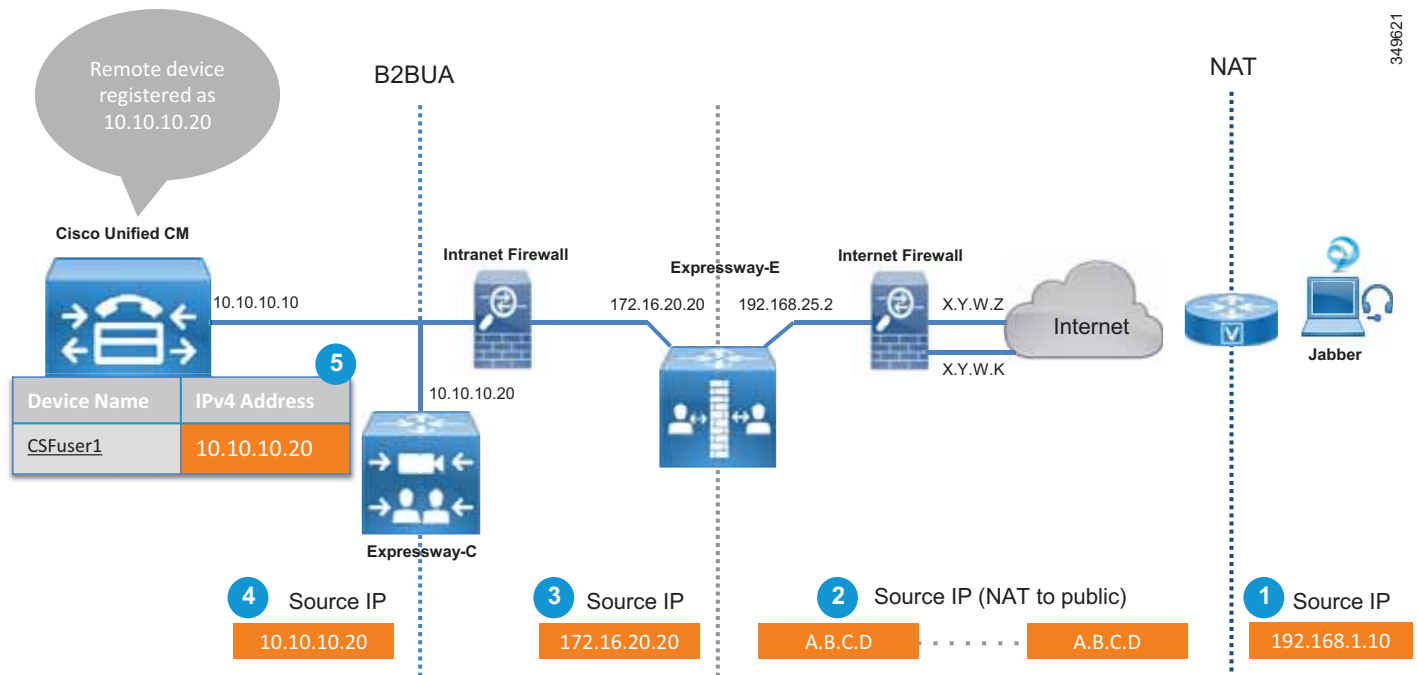 349621
Remote device
registered as
10.10.10.20
B2BUA
NAT
Cisco Unified CM
Intranet Firewall
Expressway-E
Internet Firewall
10.10.10.10
172.16.20.20
192.168.25.2
X.Y.W.Z
Internet
V
X.Y.W.K
Jabber
5
Device Name
IPv4 Address
10.10.10.20
CSFuser1
10.10.10.20
Expressway-C
4
Source IP
10.10.10.20
3
Source IP
172.16.20.20
2
Source IP (NAT to public)
A.B.C.D
A.B.C.D
1
Source IP
192.168.1.10